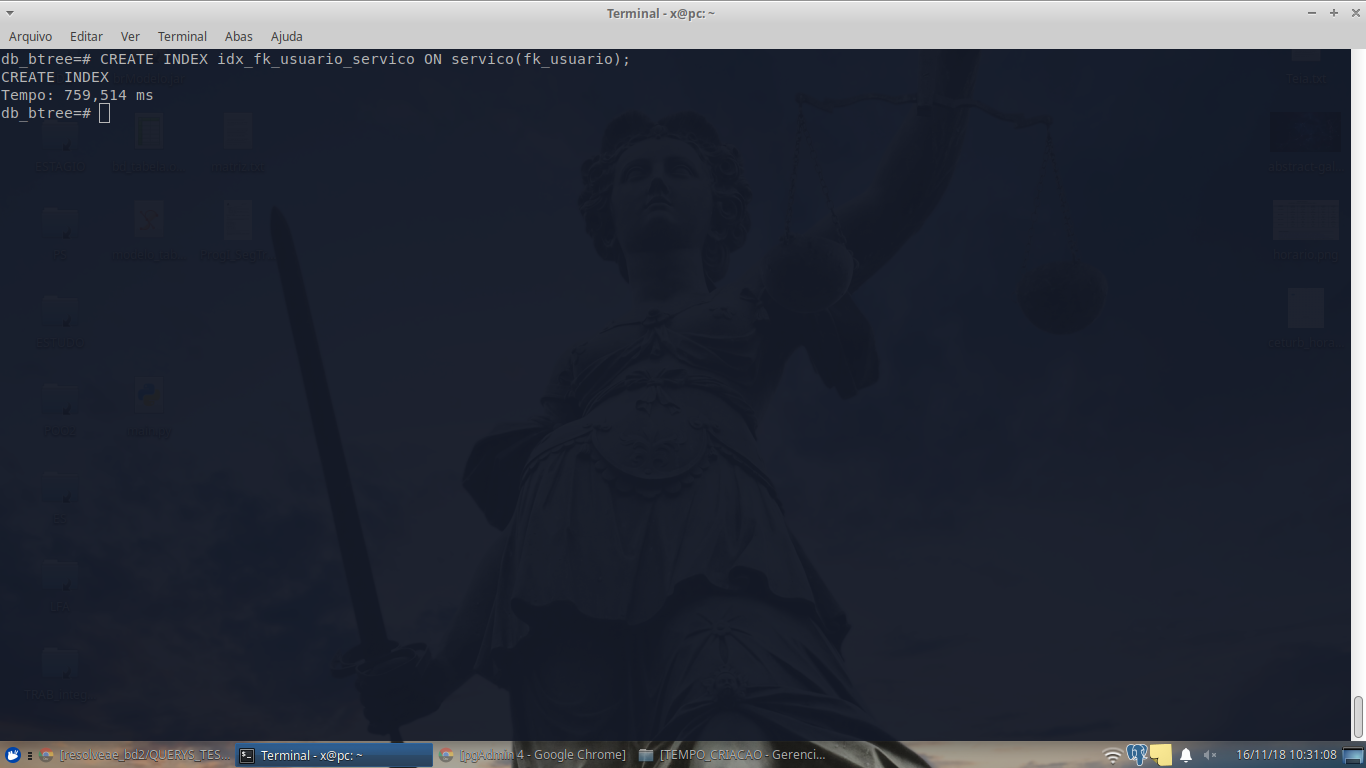 Terminal - x@pc: ~
Arquivo Editar Ver Terminal Abas Ajuda
db_btree=# CREATE INDEX idx_fk_usuario_servico ON servico(fk_usuario);
CREATE INDEX
Tempo: 759,514 ms
db_btree=#
[[resolveae_bd2/QUERYS_TES... Terminal - x@pc: ~ [[pgAdmin 4 - Google Chrome] [TEMPO_CRIACAO - Gerenci... 16/11/18 10:31:08